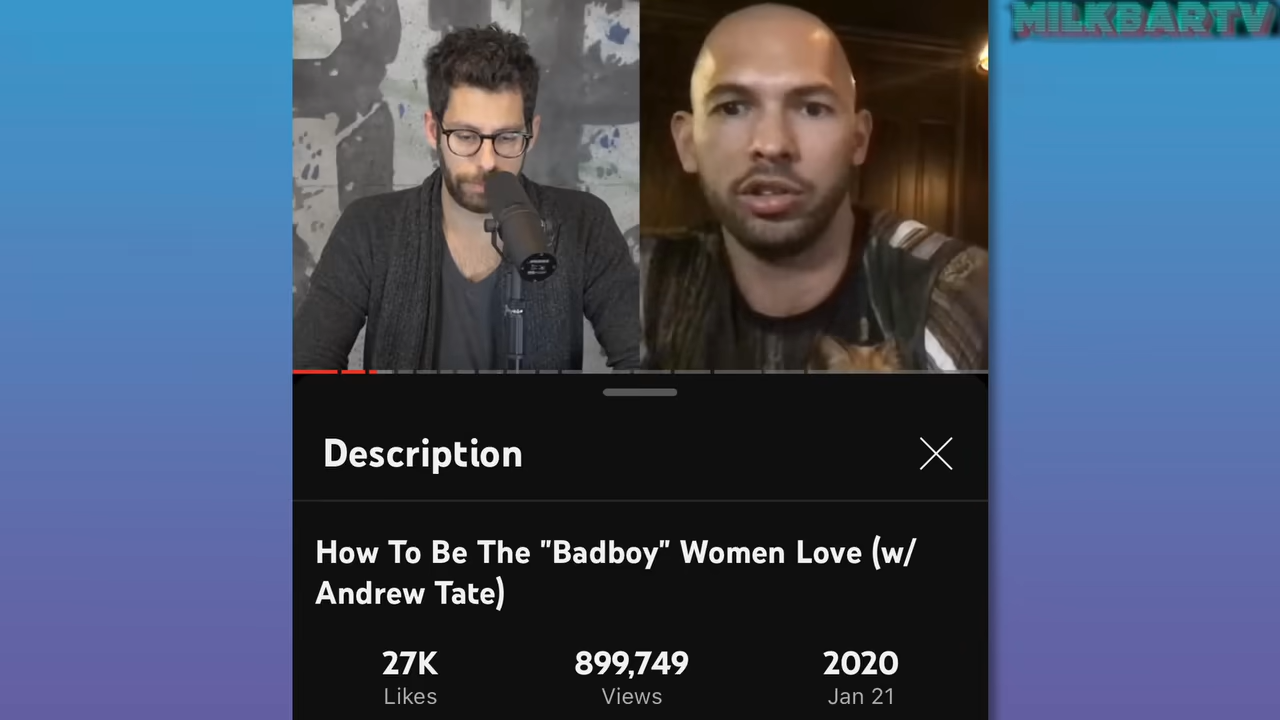 MILKBARTV
Description
How To Be The "Badboy" Women Love (w/
Andrew Tate)
27K
899,749
2020
Likes
Views
Jan 21